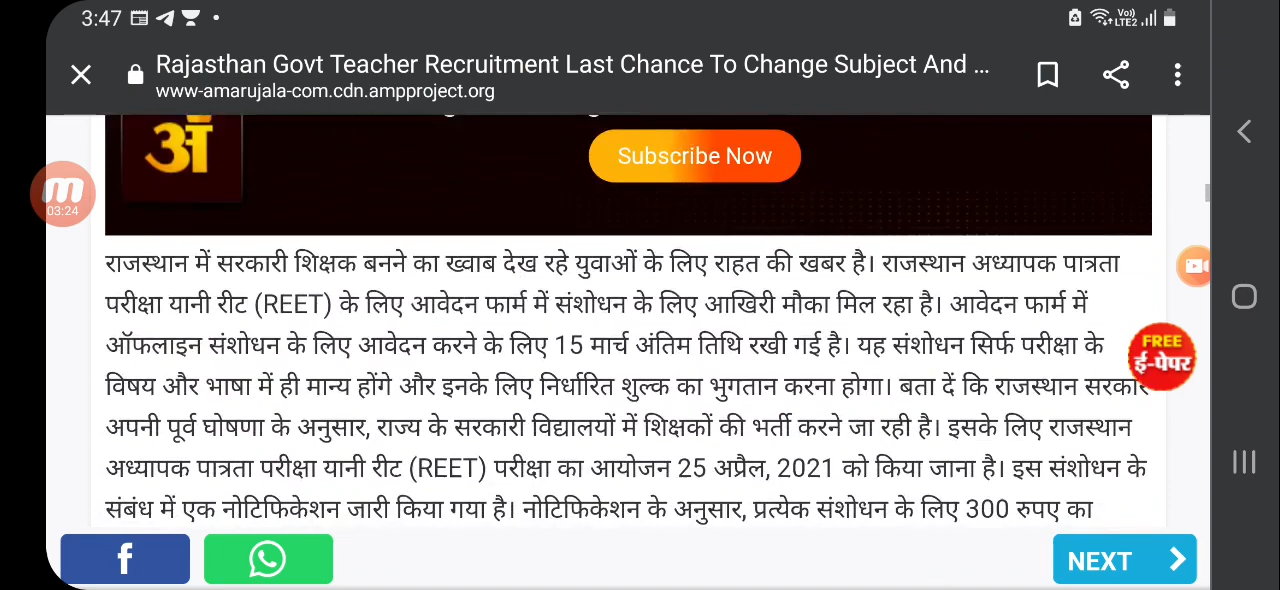 3:47
Vo))
LTE2
Rajasthan Govt Teacher Recruitment Last Chance To Change Subject And ...
www-amarujala-com.cdn.ampproject.org
अं
Subscribe Now
03:24
राजस्थान में सरकारी शिक्षक बनने का ख्वाब देख रहे युवाओं के लिए राहत की खबर है। राजस्थान अध्यापक पात्रता
परीक्षा यानी रीट (REET) के लिए आवेदन फार्म में संशोधन के लिए आखिरी मौका मिल रहा है। आवेदन फार्म में
ऑफलाइन संशोधन के लिए आवेदन करने के लिए 15 मार्च अंतिम तिथि रखी गई है। यह संशोधन सिर्फ परीक्षा के
FREE
ई-पेपर
विषय और भाषा में ही मान्य होंगे और इनके लिए निर्धारित शुल्क का भुगतान करना होगा। बता दें कि राजस्थान सरकार
अपनी पूर्व घोषणा के अनुसार, राज्य के सरकारी विद्यालयों में शिक्षकों की भर्ती करने जा रही है। इसके लिए राजस्थान
अध्यापक पात्रता परीक्षा यानी रीट (REET) परीक्षा का आयोजन 25 अप्रैल, 2021 को किया जाना है। इस संशोधन के
संबंध में एक नोटिफिकेशन जारी किया गया है। नोटिफिकेशन के अनुसार, प्रत्येक संशोधन के लिए 300 रुपए का
NEXT